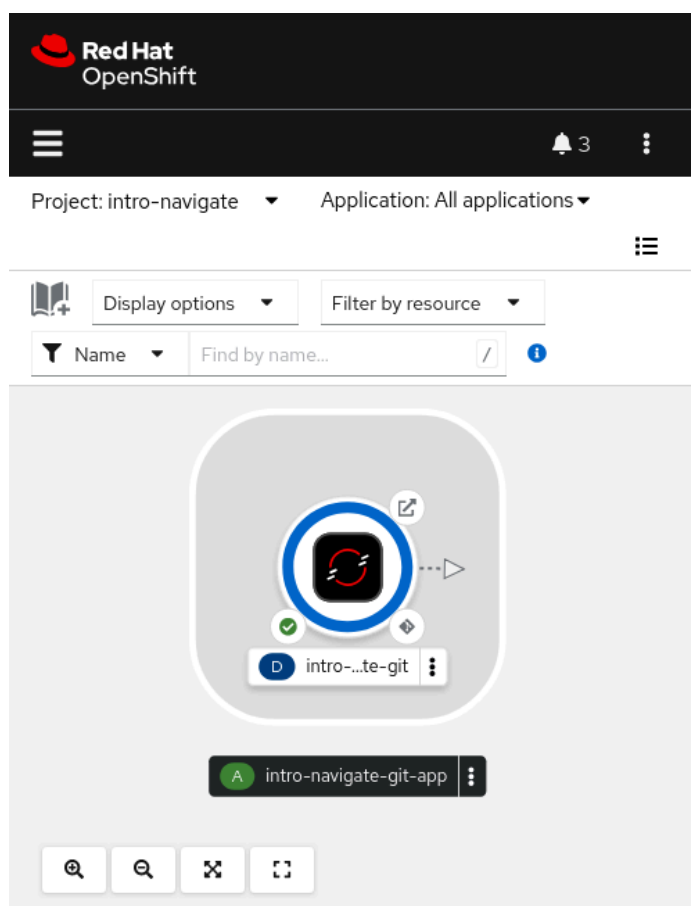 Red Hat
OpenShift
3
Project: intro-navigate Application: All applications
Display options Filter by resource
Name Find by name... /
D intro-...te-git
A intro-navigate-git-app